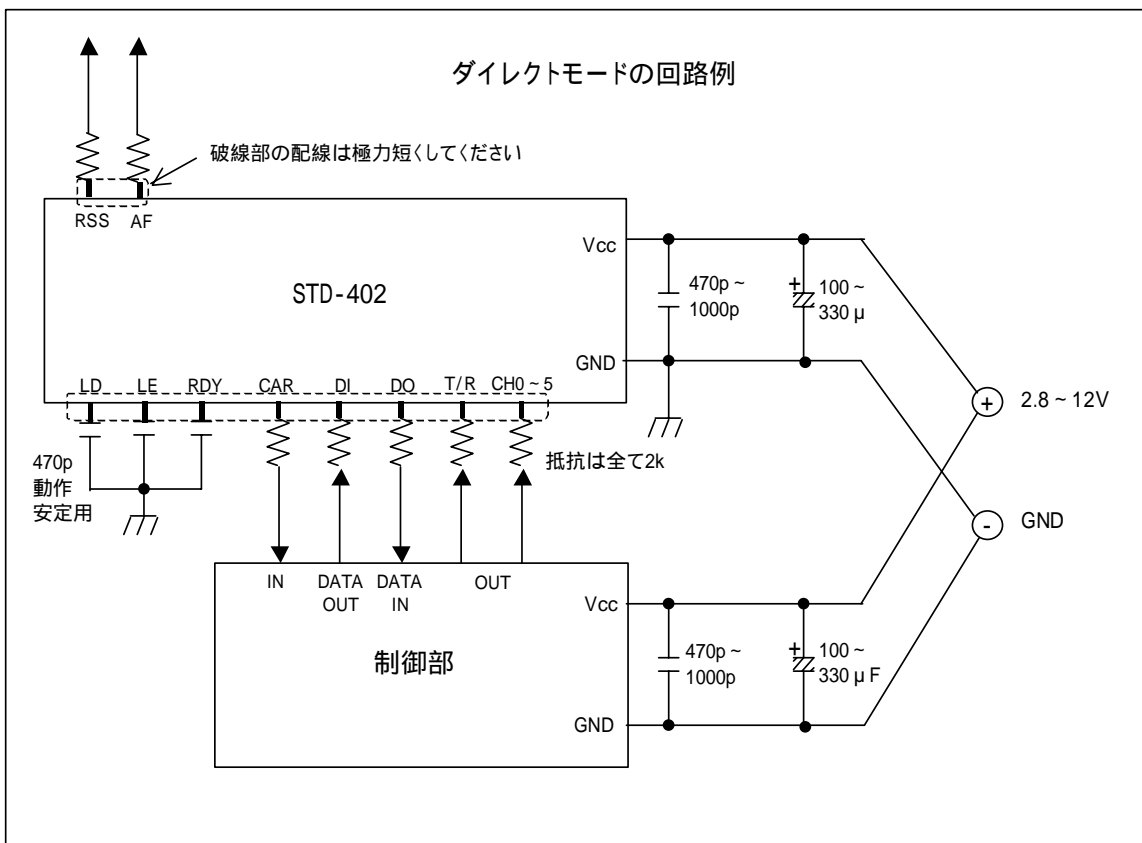 ダイレクトモードの回路例
破線部の配線は極力短くしてください
RSS AF
Vcc
STD-402
470p ~
1000p
+
100 ~
330 μ
GND
LD LE RDY CAR DI DO T/R CH0 ~ 5
+
2.8 ~ 12V
470p
動作
安定用
抵抗は全て2k
-
GND
IN DATA OUT DATA IN OUT
Vcc
制御部
470p ~
1000p
+
100 ~
330 μ F
GND